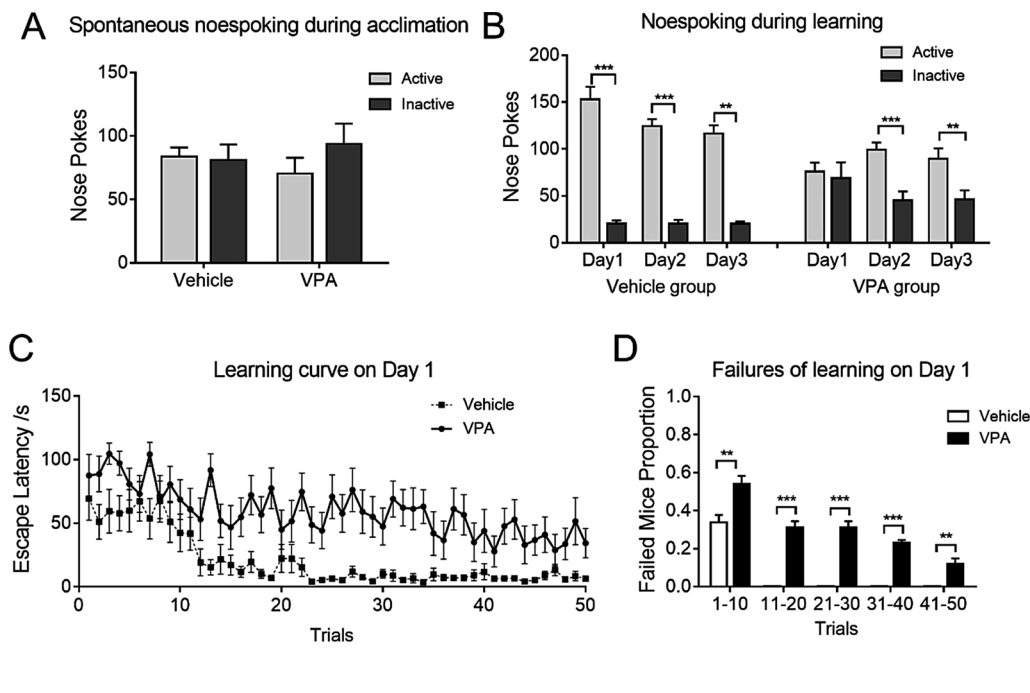 A Spontaneous noespoking during acclimation
150
100
50
0
Nose Pokes
Active
Inactive
Vehicle VPA
B Noespoking during learning
200
150
100
50
0
Nose Pokes
Active
Inactive
*** *** ** *** **
Day1 Day2 Day3 Day1 Day2 Day3
Vehicle group VPA group
C Learning curve on Day 1
150
100
50
0
Escape Latency /s
Vehicle
VPA
0 10 20 30 40 50
Trials
D Failures of learning on Day 1
1.0
0.8
0.6
0.4
0.2
0.0
Failed Mice Proportion
Vehicle
VPA
** *** *** *** **
1-10 11-20 21-30 31-40 41-50
Trials